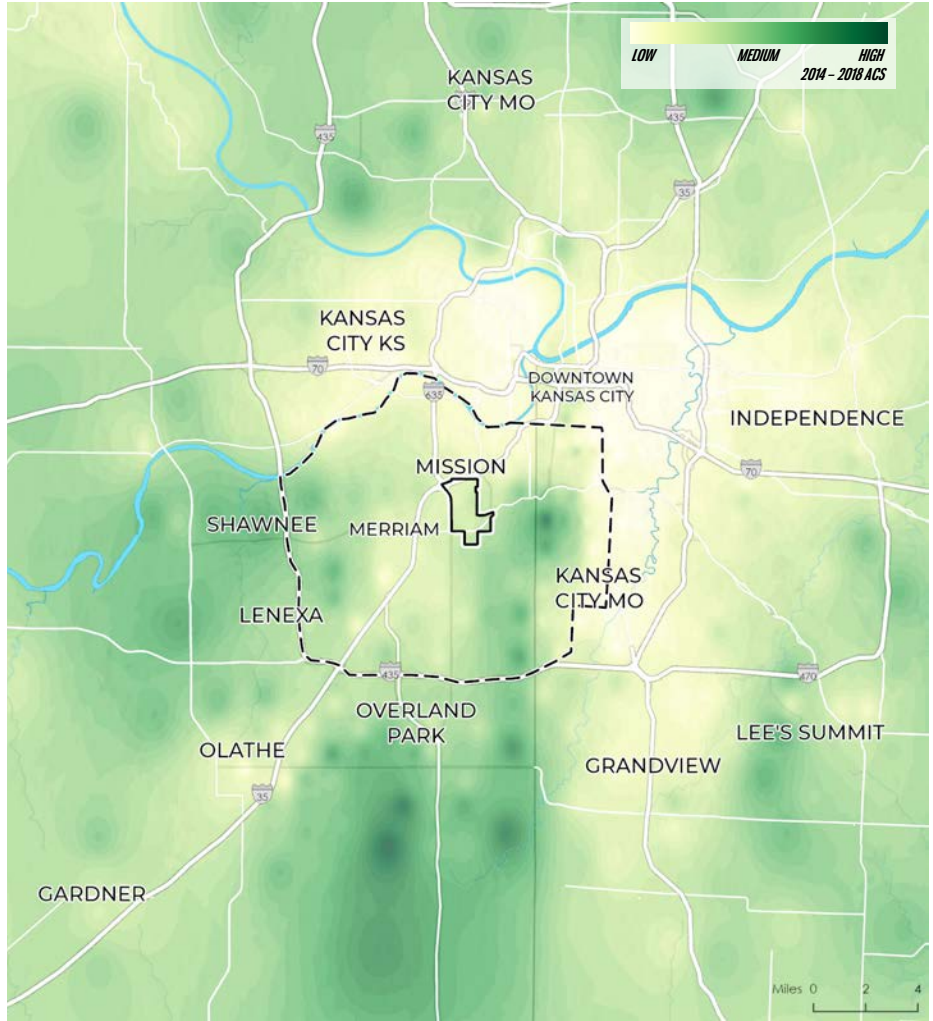 LOW MEDIUM HIGH
2014 – 2018 ACS
KANSAS
CITY MO
435
435
35
KANSAS
CITY KS
70
635
DOWNTOWN
KANSAS CITY
INDEPENDENCE
MISSION
70
SHAWNEE
MERRIAM
KANSAS
CITY MO
LENEXA
435
470
OVERLAND
PARK
LEE'S SUMMIT
OLATHE
GRANDVIEW
35
GARDNER
Miles 0 2 4